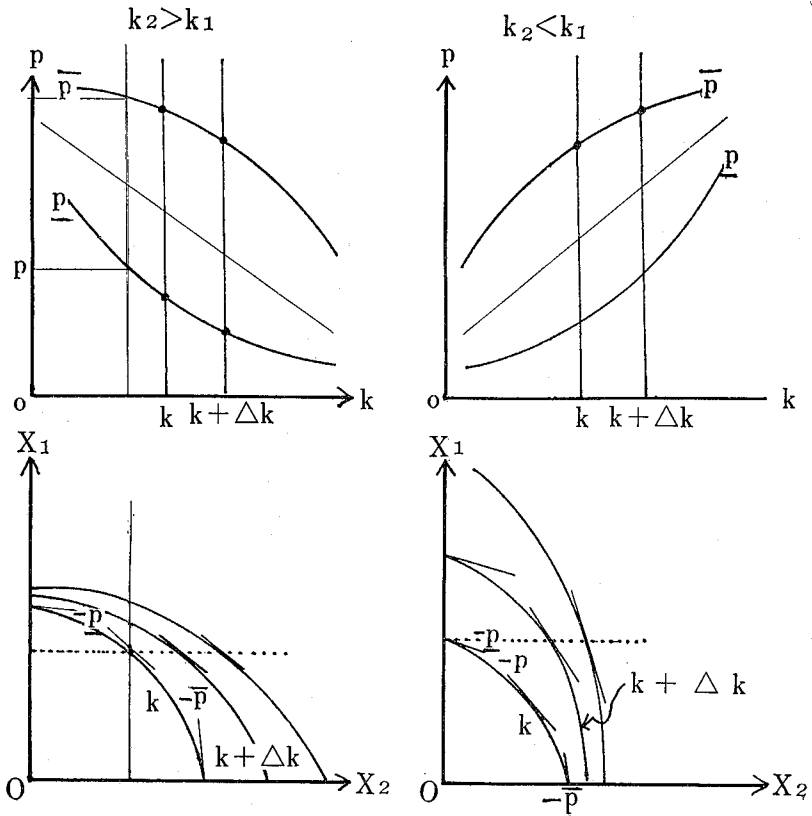 k₂>k₁
p
p̅
p̲
p
o
k
k+△k
k
k₂<k₁
p
p̅
p̲
o
k
k+△k
k
X₁
-p̲
k
-p̅
k+△k
O
X₂
X₁
-p̲
-p
k
k+△k
O
-p̅
X₂